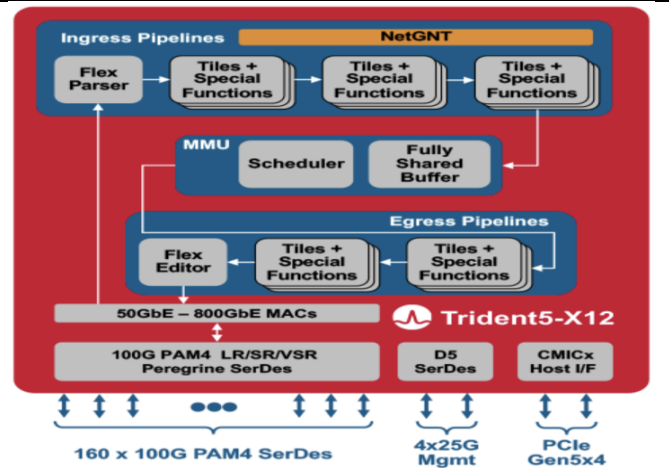 Ingress Pipelines
NetGNT
Flex
Parser
Tiles +
Special
Functions
Tiles +
Special
Functions
Tiles +
Special
Functions
MMU
Scheduler
Fully
Shared
Buffer
Egress Pipelines
Flex
Editor
Tiles +
Special
Functions
Tiles +
Special
Functions
50GbE – 800GbE MACs
Trident5-X12
100G PAM4 LR/SR/VSR
Peregrine SerDes
D5
SerDes
CMICx
Host I/F
160 x 100G PAM4 SerDes
4x25G
Mgmt
PCIe
Gen5x4